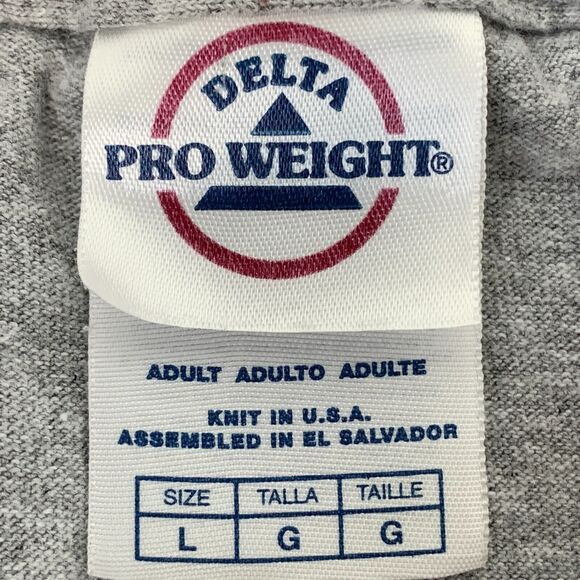 DELTA
PRO WEIGHT®
ADULT ADULTO ADULTE
KNIT IN U.S.A.
ASSEMBLED IN EL SALVADOR
SIZE TALLA TAILLE
L G G